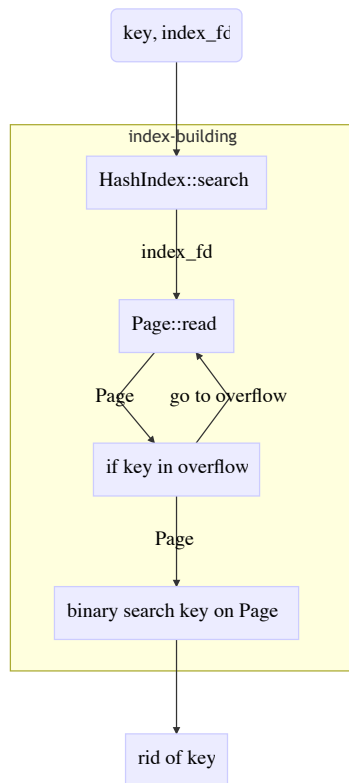 key, index_fd
index-building
HashIndex::search
index_fd
Page::read
Page
go to overflow
if key in overflow
Page
binary search key on Page
rid of key